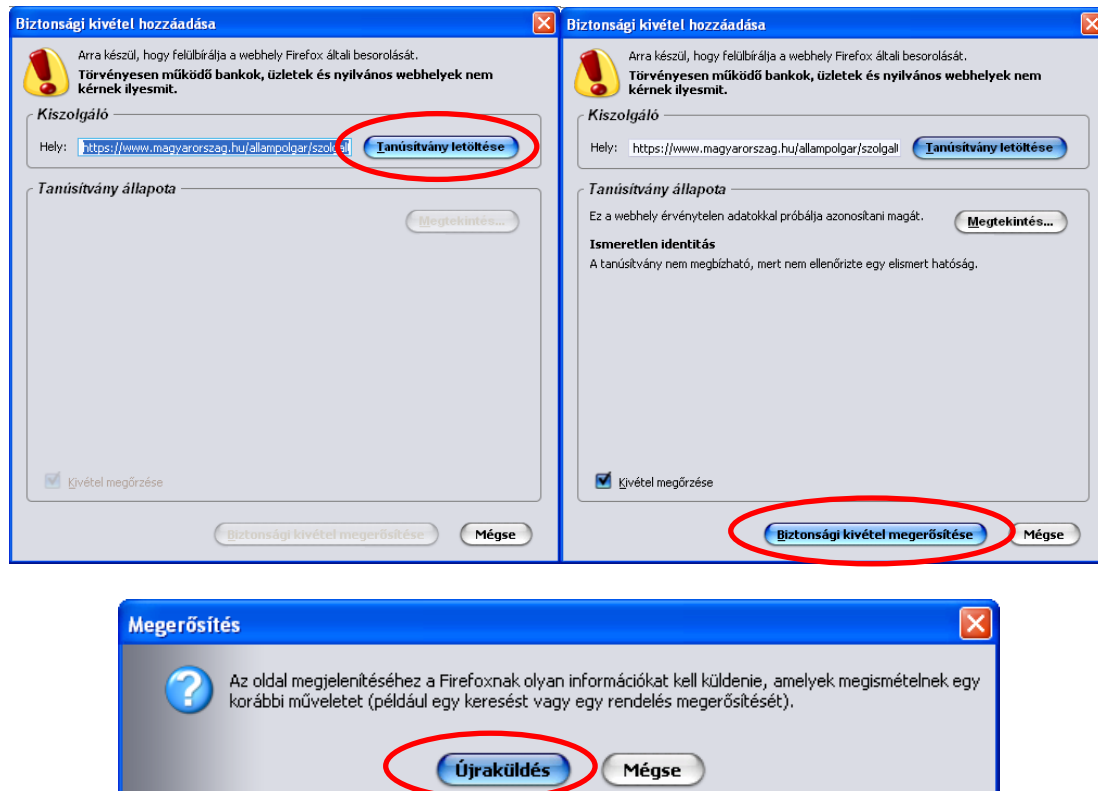 Biztonsági kivétel hozzáadása
Arra készül, hogy felülbírálja a webhely Firefox általi besorolását.
Törvényesen működő bankok, üzletek és nyilvános webhelyek nem
kérnek ilyesmit.
Kiszolgáló
Hely: https://www.magyarorszag.hu/allampolgar/szolgall Tanúsítvány letöltése
Tanúsítvány állapota
Megtekintés...
Kivétel megőrzése
Biztonsági kivétel megerősítése Mégse
Biztonsági kivétel hozzáadása
Arra készül, hogy felülbírálja a webhely Firefox általi besorolását.
Törvényesen működő bankok, üzletek és nyilvános webhelyek nem
kérnek ilyesmit.
Kiszolgáló
Hely: https://www.magyarorszag.hu/allampolgar/szolgall Tanúsítvány letöltése
Tanúsítvány állapota
Ez a webhely érvénytelen adatokkal próbálja azonosítani magát. Megtekintés...
Ismeretlen identitás
A tanúsítvány nem megbízható, mert nem ellenőrizte egy elismert hatóság.
Kivétel megőrzése
Biztonsági kivétel megerősítése Mégse
Megerősítés
Az oldal megjelenítéséhez a Firefoxnak olyan információkat kell küldenie, amelyek megismételnek egy
korábbi műveletet (például egy keresést vagy egy rendelés megerősítését).
Újraküldés Mégse